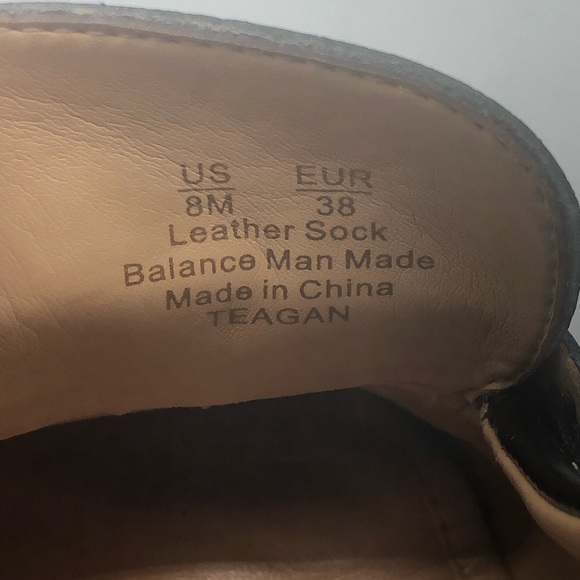 US EUR
8M 38
Leather Sock
Balance Man Made
Made in China
TEAGAN